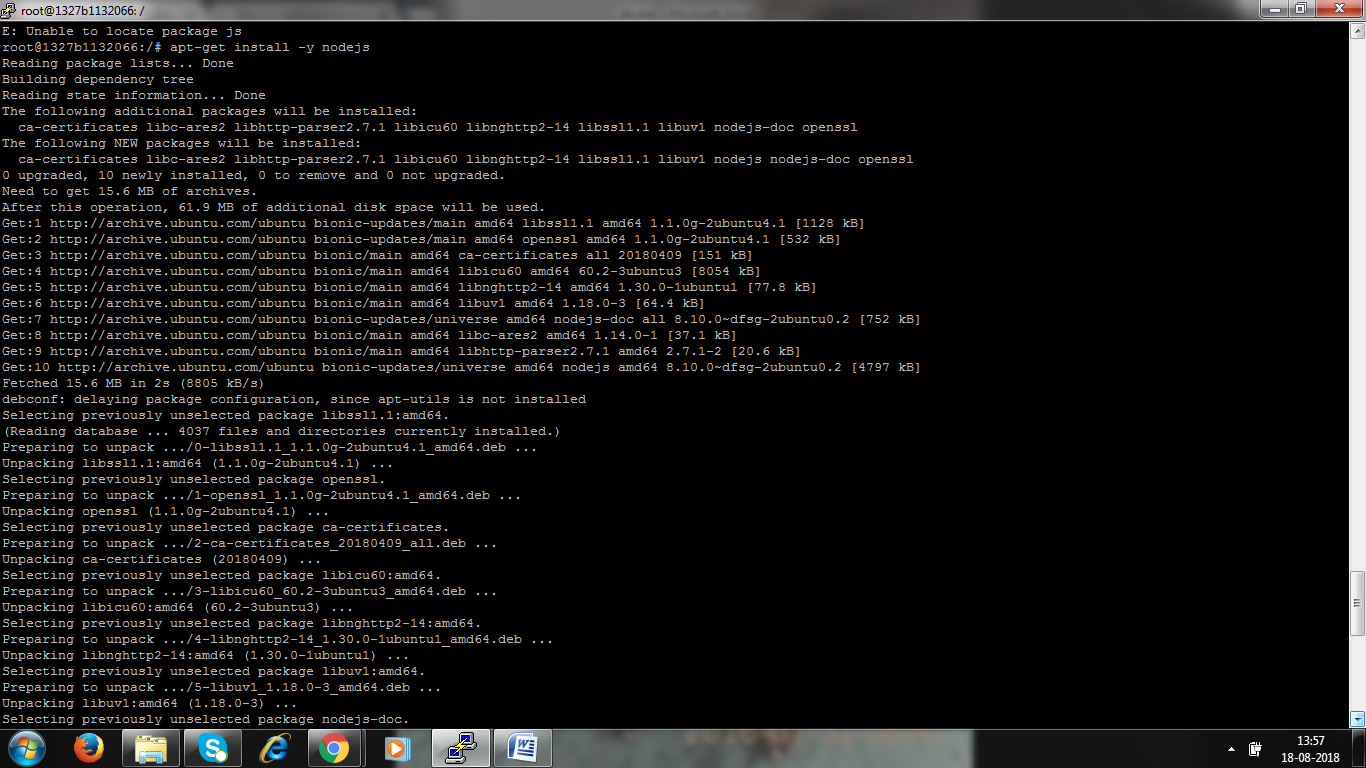 root@1327b1132066: /
E: Unable to locate package js
root@1327b1132066:/# apt-get install -y nodejs
Reading package lists... Done
Building dependency tree
Reading state information... Done
The following additional packages will be installed:
  ca-certificates libc-ares2 libhttp-parser2.7.1 libicu60 libnghttp2-14 libssl1.1 libuv1 nodejs-doc openssl
The following NEW packages will be installed:
  ca-certificates libc-ares2 libhttp-parser2.7.1 libicu60 libnghttp2-14 libssl1.1 libuv1 nodejs nodejs-doc openssl
0 upgraded, 10 newly installed, 0 to remove and 0 not upgraded.
Need to get 15.6 MB of archives.
After this operation, 61.9 MB of additional disk space will be used.
Get:1 http://archive.ubuntu.com/ubuntu bionic-updates/main amd64 libssl1.1 amd64 1.1.0g-2ubuntu4.1 [1128 kB]
Get:2 http://archive.ubuntu.com/ubuntu bionic-updates/main amd64 openssl amd64 1.1.0g-2ubuntu4.1 [532 kB]
Get:3 http://archive.ubuntu.com/ubuntu bionic/main amd64 ca-certificates all 20180409 [151 kB]
Get:4 http://archive.ubuntu.com/ubuntu bionic/main amd64 libicu60 amd64 60.2-3ubuntu3 [8054 kB]
Get:5 http://archive.ubuntu.com/ubuntu bionic/main amd64 libnghttp2-14 amd64 1.30.0-1ubuntu1 [77.8 kB]
Get:6 http://archive.ubuntu.com/ubuntu bionic/main amd64 libuv1 amd64 1.18.0-3 [64.4 kB]
Get:7 http://archive.ubuntu.com/ubuntu bionic-updates/universe amd64 nodejs-doc all 8.10.0~dfsg-2ubuntu0.2 [752 kB]
Get:8 http://archive.ubuntu.com/ubuntu bionic/main amd64 libc-ares2 amd64 1.14.0-1 [37.1 kB]
Get:9 http://archive.ubuntu.com/ubuntu bionic/main amd64 libhttp-parser2.7.1 amd64 2.7.1-2 [20.6 kB]
Get:10 http://archive.ubuntu.com/ubuntu bionic-updates/universe amd64 nodejs amd64 8.10.0~dfsg-2ubuntu0.2 [4797 kB]
Fetched 15.6 MB in 2s (8805 kB/s)
debconf: delaying package configuration, since apt-utils is not installed
Selecting previously unselected package libssl1.1:amd64.
(Reading database ... 4037 files and directories currently installed.)
Preparing to unpack .../0-libssl1.1_1.1.0g-2ubuntu4.1_amd64.deb ...
Unpacking libssl1.1:amd64 (1.1.0g-2ubuntu4.1) ...
Selecting previously unselected package openssl.
Preparing to unpack .../1-openssl_1.1.0g-2ubuntu4.1_amd64.deb ...
Unpacking openssl (1.1.0g-2ubuntu4.1) ...
Selecting previously unselected package ca-certificates.
Preparing to unpack .../2-ca-certificates_20180409_all.deb ...
Unpacking ca-certificates (20180409) ...
Selecting previously unselected package libicu60:amd64.
Preparing to unpack .../3-libicu60_60.2-3ubuntu3_amd64.deb ...
Unpacking libicu60:amd64 (60.2-3ubuntu3) ...
Selecting previously unselected package libnghttp2-14:amd64.
Preparing to unpack .../4-libnghttp2-14_1.30.0-1ubuntu1_amd64.deb ...
Unpacking libnghttp2-14:amd64 (1.30.0-1ubuntu1) ...
Selecting previously unselected package libuv1:amd64.
Preparing to unpack .../5-libuv1_1.18.0-3_amd64.deb ...
Unpacking libuv1:amd64 (1.18.0-3) ...
Selecting previously unselected package nodejs-doc.
13:57
18-08-2018